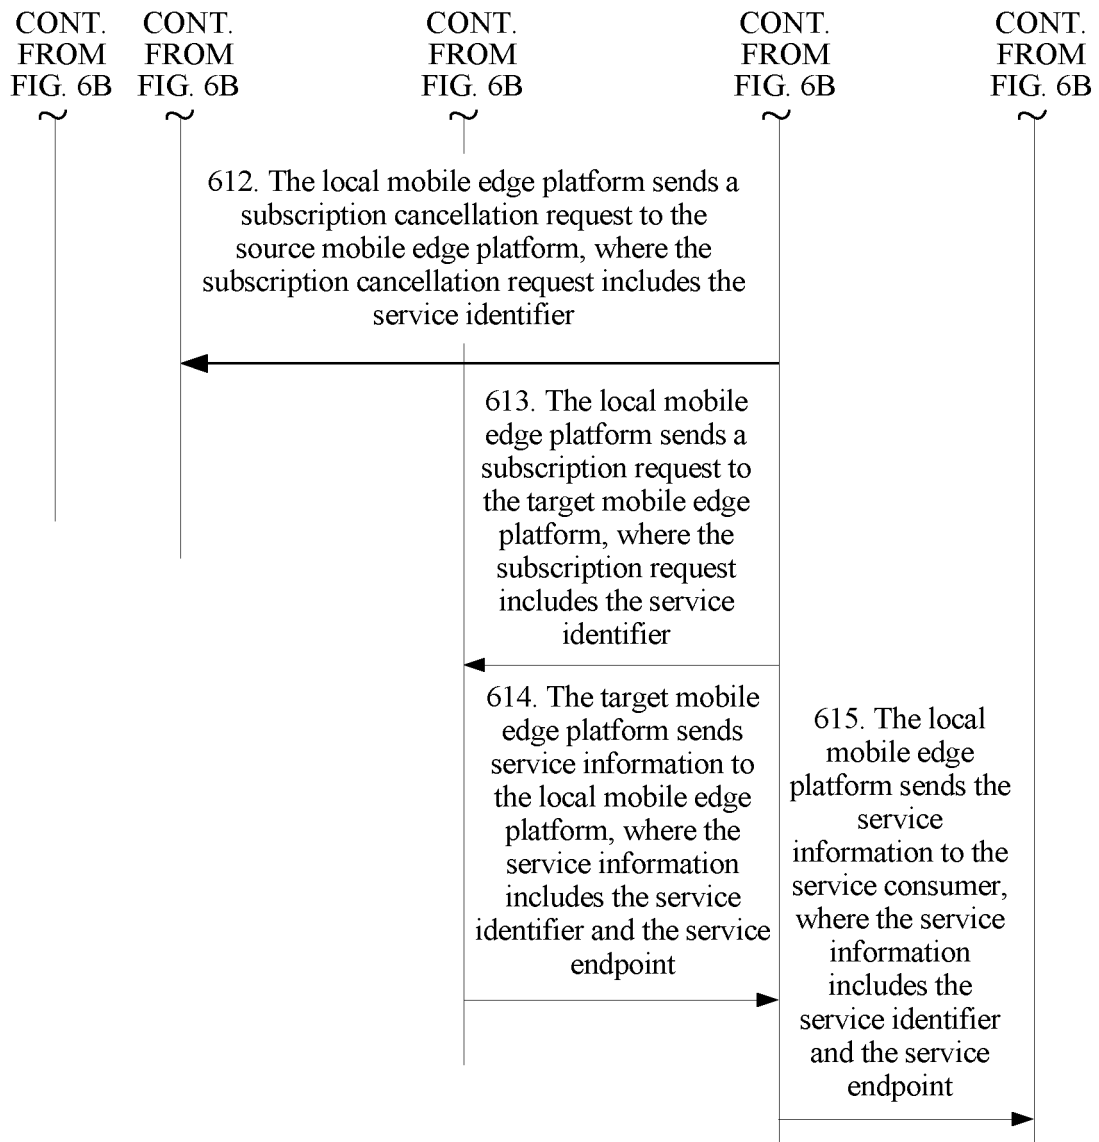 CONT.
FROM
FIG. 6B
CONT.
FROM
FIG. 6B
CONT.
FROM
FIG. 6B
CONT.
FROM
FIG. 6B
CONT.
FROM
FIG. 6B
612. The local mobile edge platform sends a
subscription cancellation request to the
source mobile edge platform, where the
subscription cancellation request includes the
service identifier
613. The local mobile
edge platform sends a
subscription request to
the target mobile edge
platform, where the
subscription request
includes the service
identifier
614. The target mobile
edge platform sends
service information to
the local mobile edge
platform, where the
service information
includes the service
identifier and the service
endpoint
615. The local
mobile edge
platform sends the
service
information to the
service consumer,
where the service
information
includes the
service identifier
and the service
endpoint